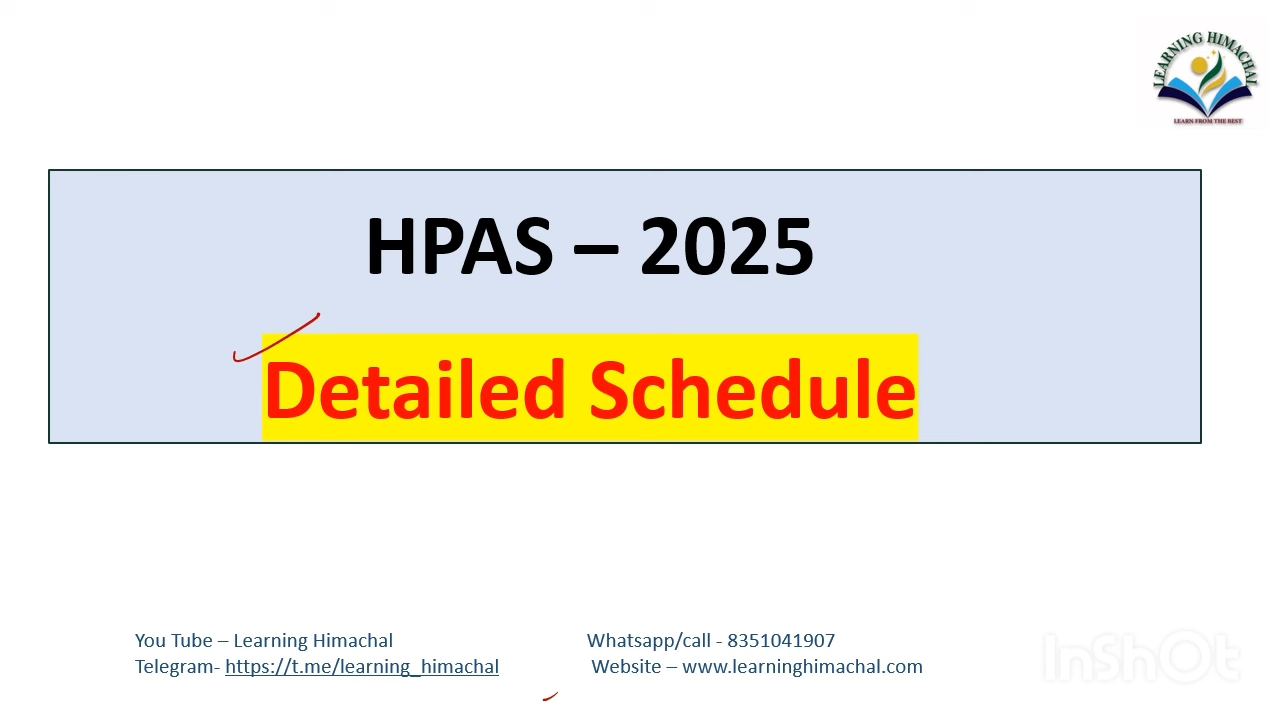 LEARNING HIMACHAL
LEARN FROM THE BEST
HPAS – 2025
Detailed Schedule
You Tube – Learning Himachal
Whatsapp/call - 8351041907
Telegram- https://t.me/learning_himachal
Website – www.learninghimachal.com
InShOt